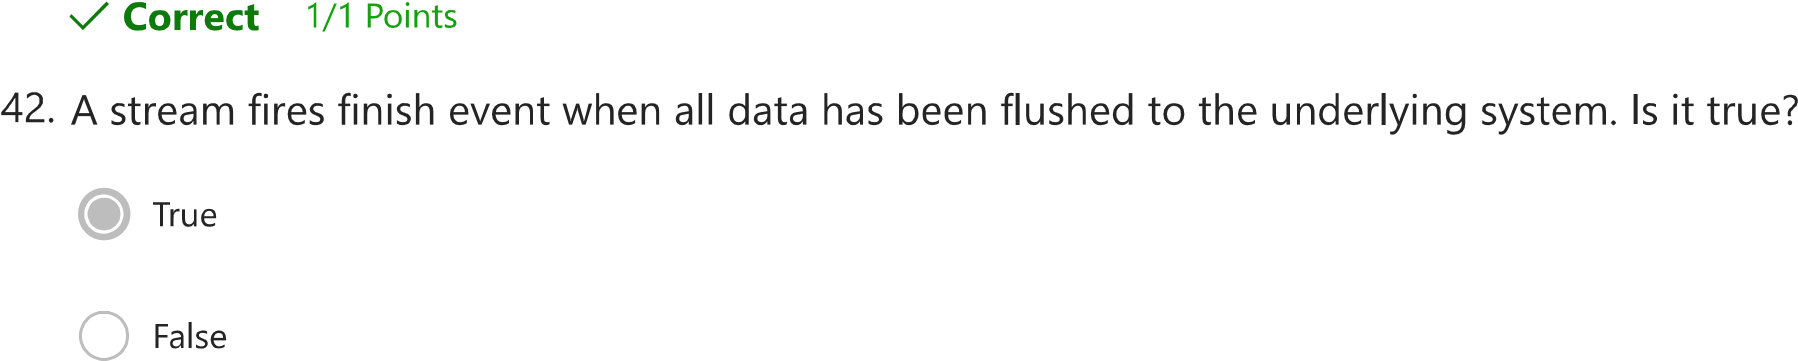 Correct 1/1 Points
42. A stream fires finish event when all data has been flushed to the underlying system. Is it true?
True
False